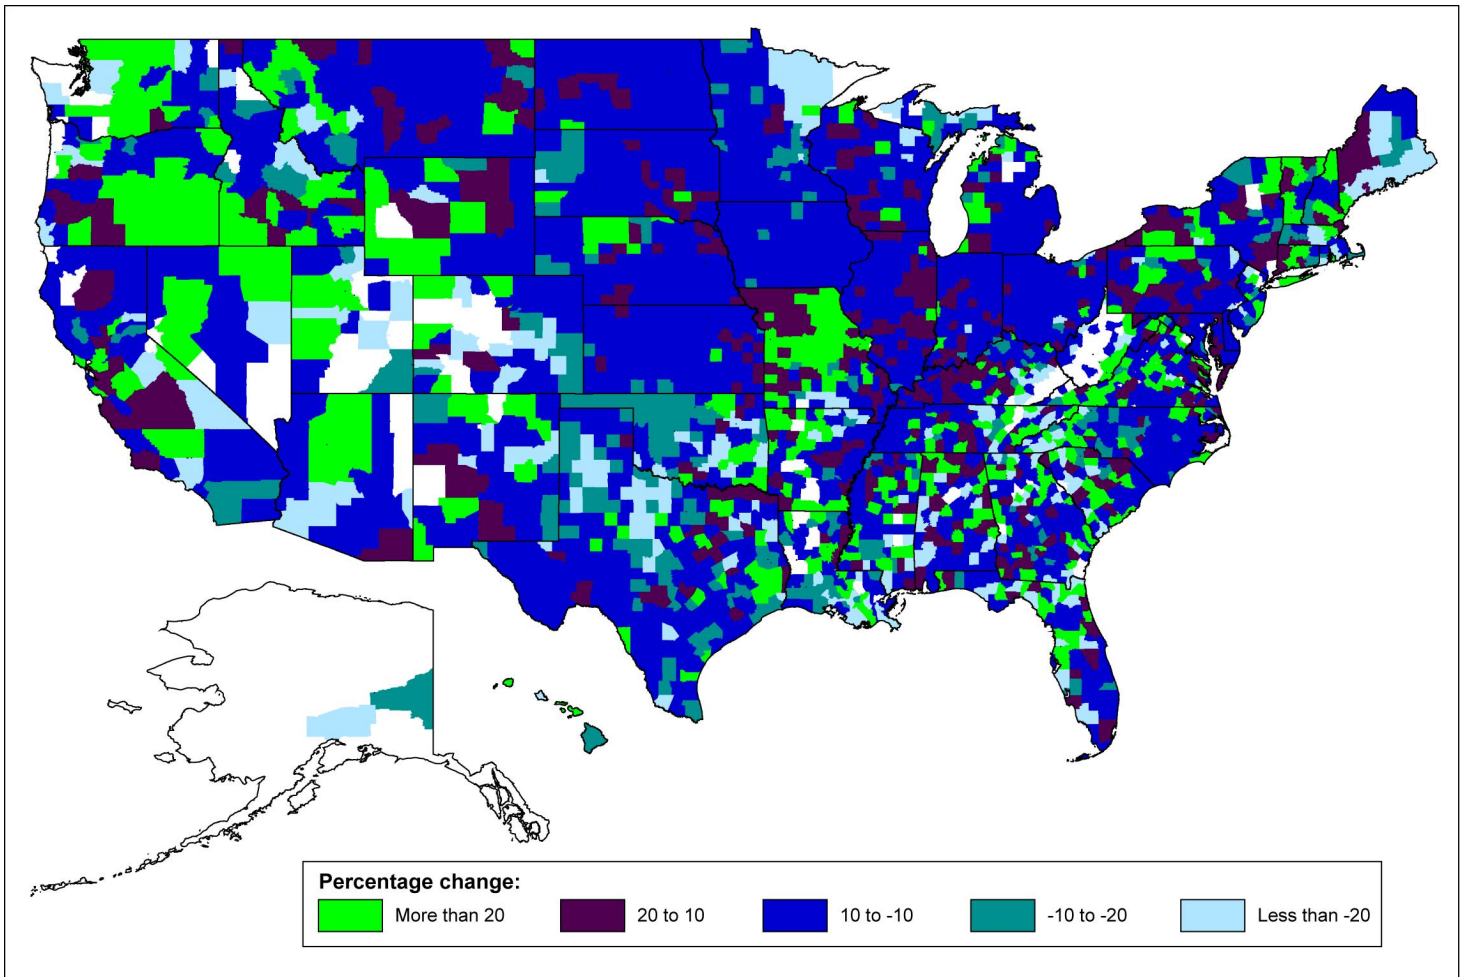 Percentage change:
More than 20
20 to 10
10 to -10
-10 to -20
Less than -20